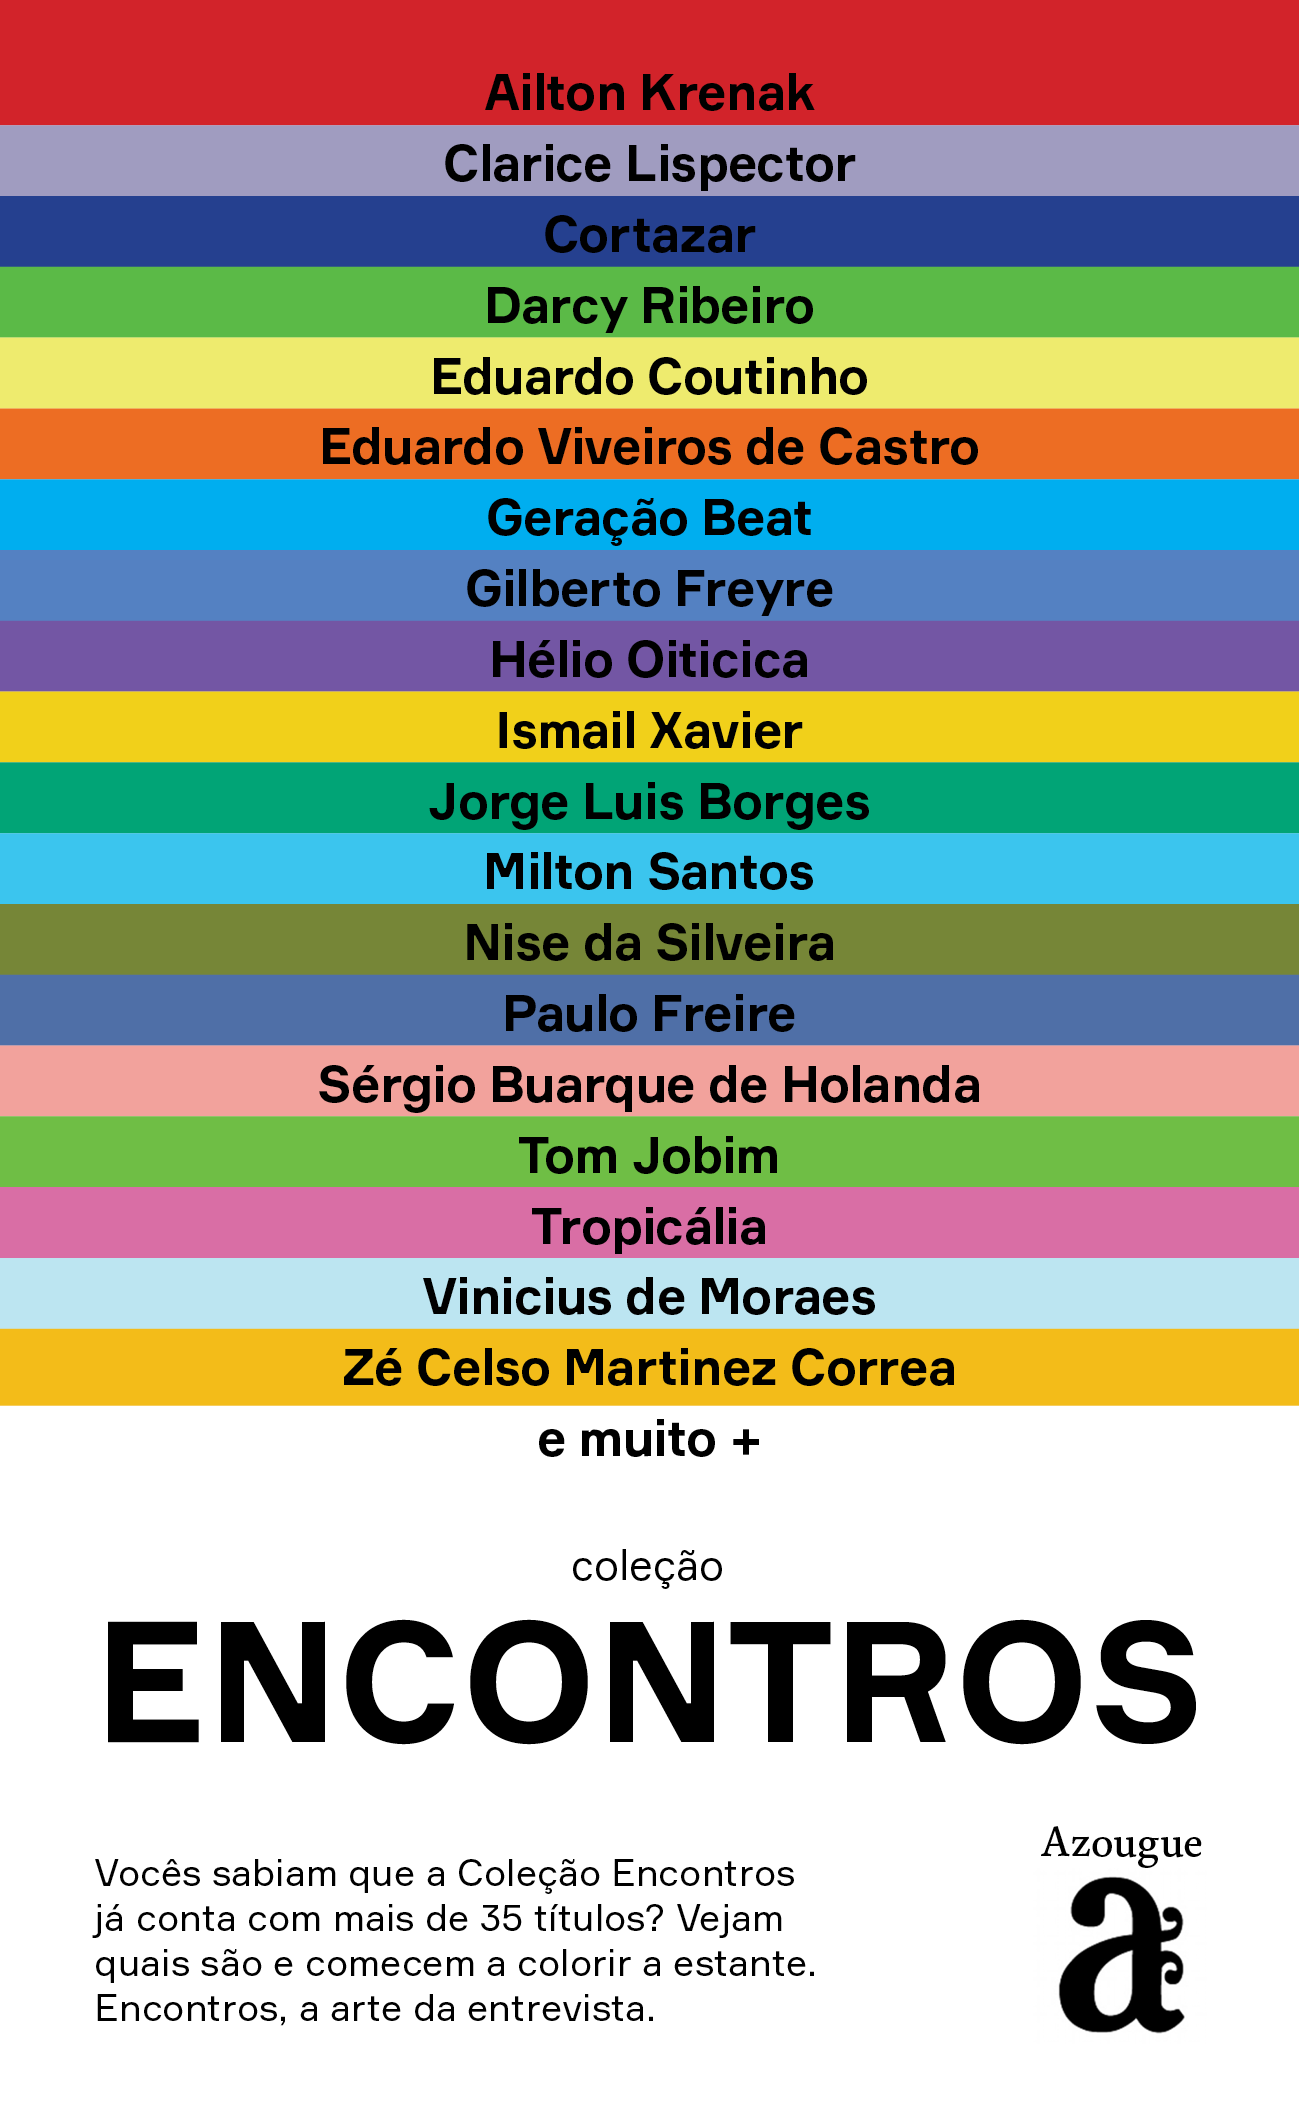 Ailton Krenak
Clarice Lispector
Cortazar
Darcy Ribeiro
Eduardo Coutinho
Eduardo Viveiros de Castro
Geração Beat
Gilberto Freyre
Hélio Oiticica
Ismail Xavier
Jorge Luis Borges
Milton Santos
Nise da Silveira
Paulo Freire
Sérgio Buarque de Holanda
Tom Jobim
Tropicália
Vinicius de Moraes
Zé Celso Martinez Correa
e muito +
coleção
ENCONTROS
Vocês sabiam que a Coleção Encontros
já conta com mais de 35 títulos? Vejam
quais são e comecem a colorir a estante.
Encontros, a arte da entrevista.
Azougue
a